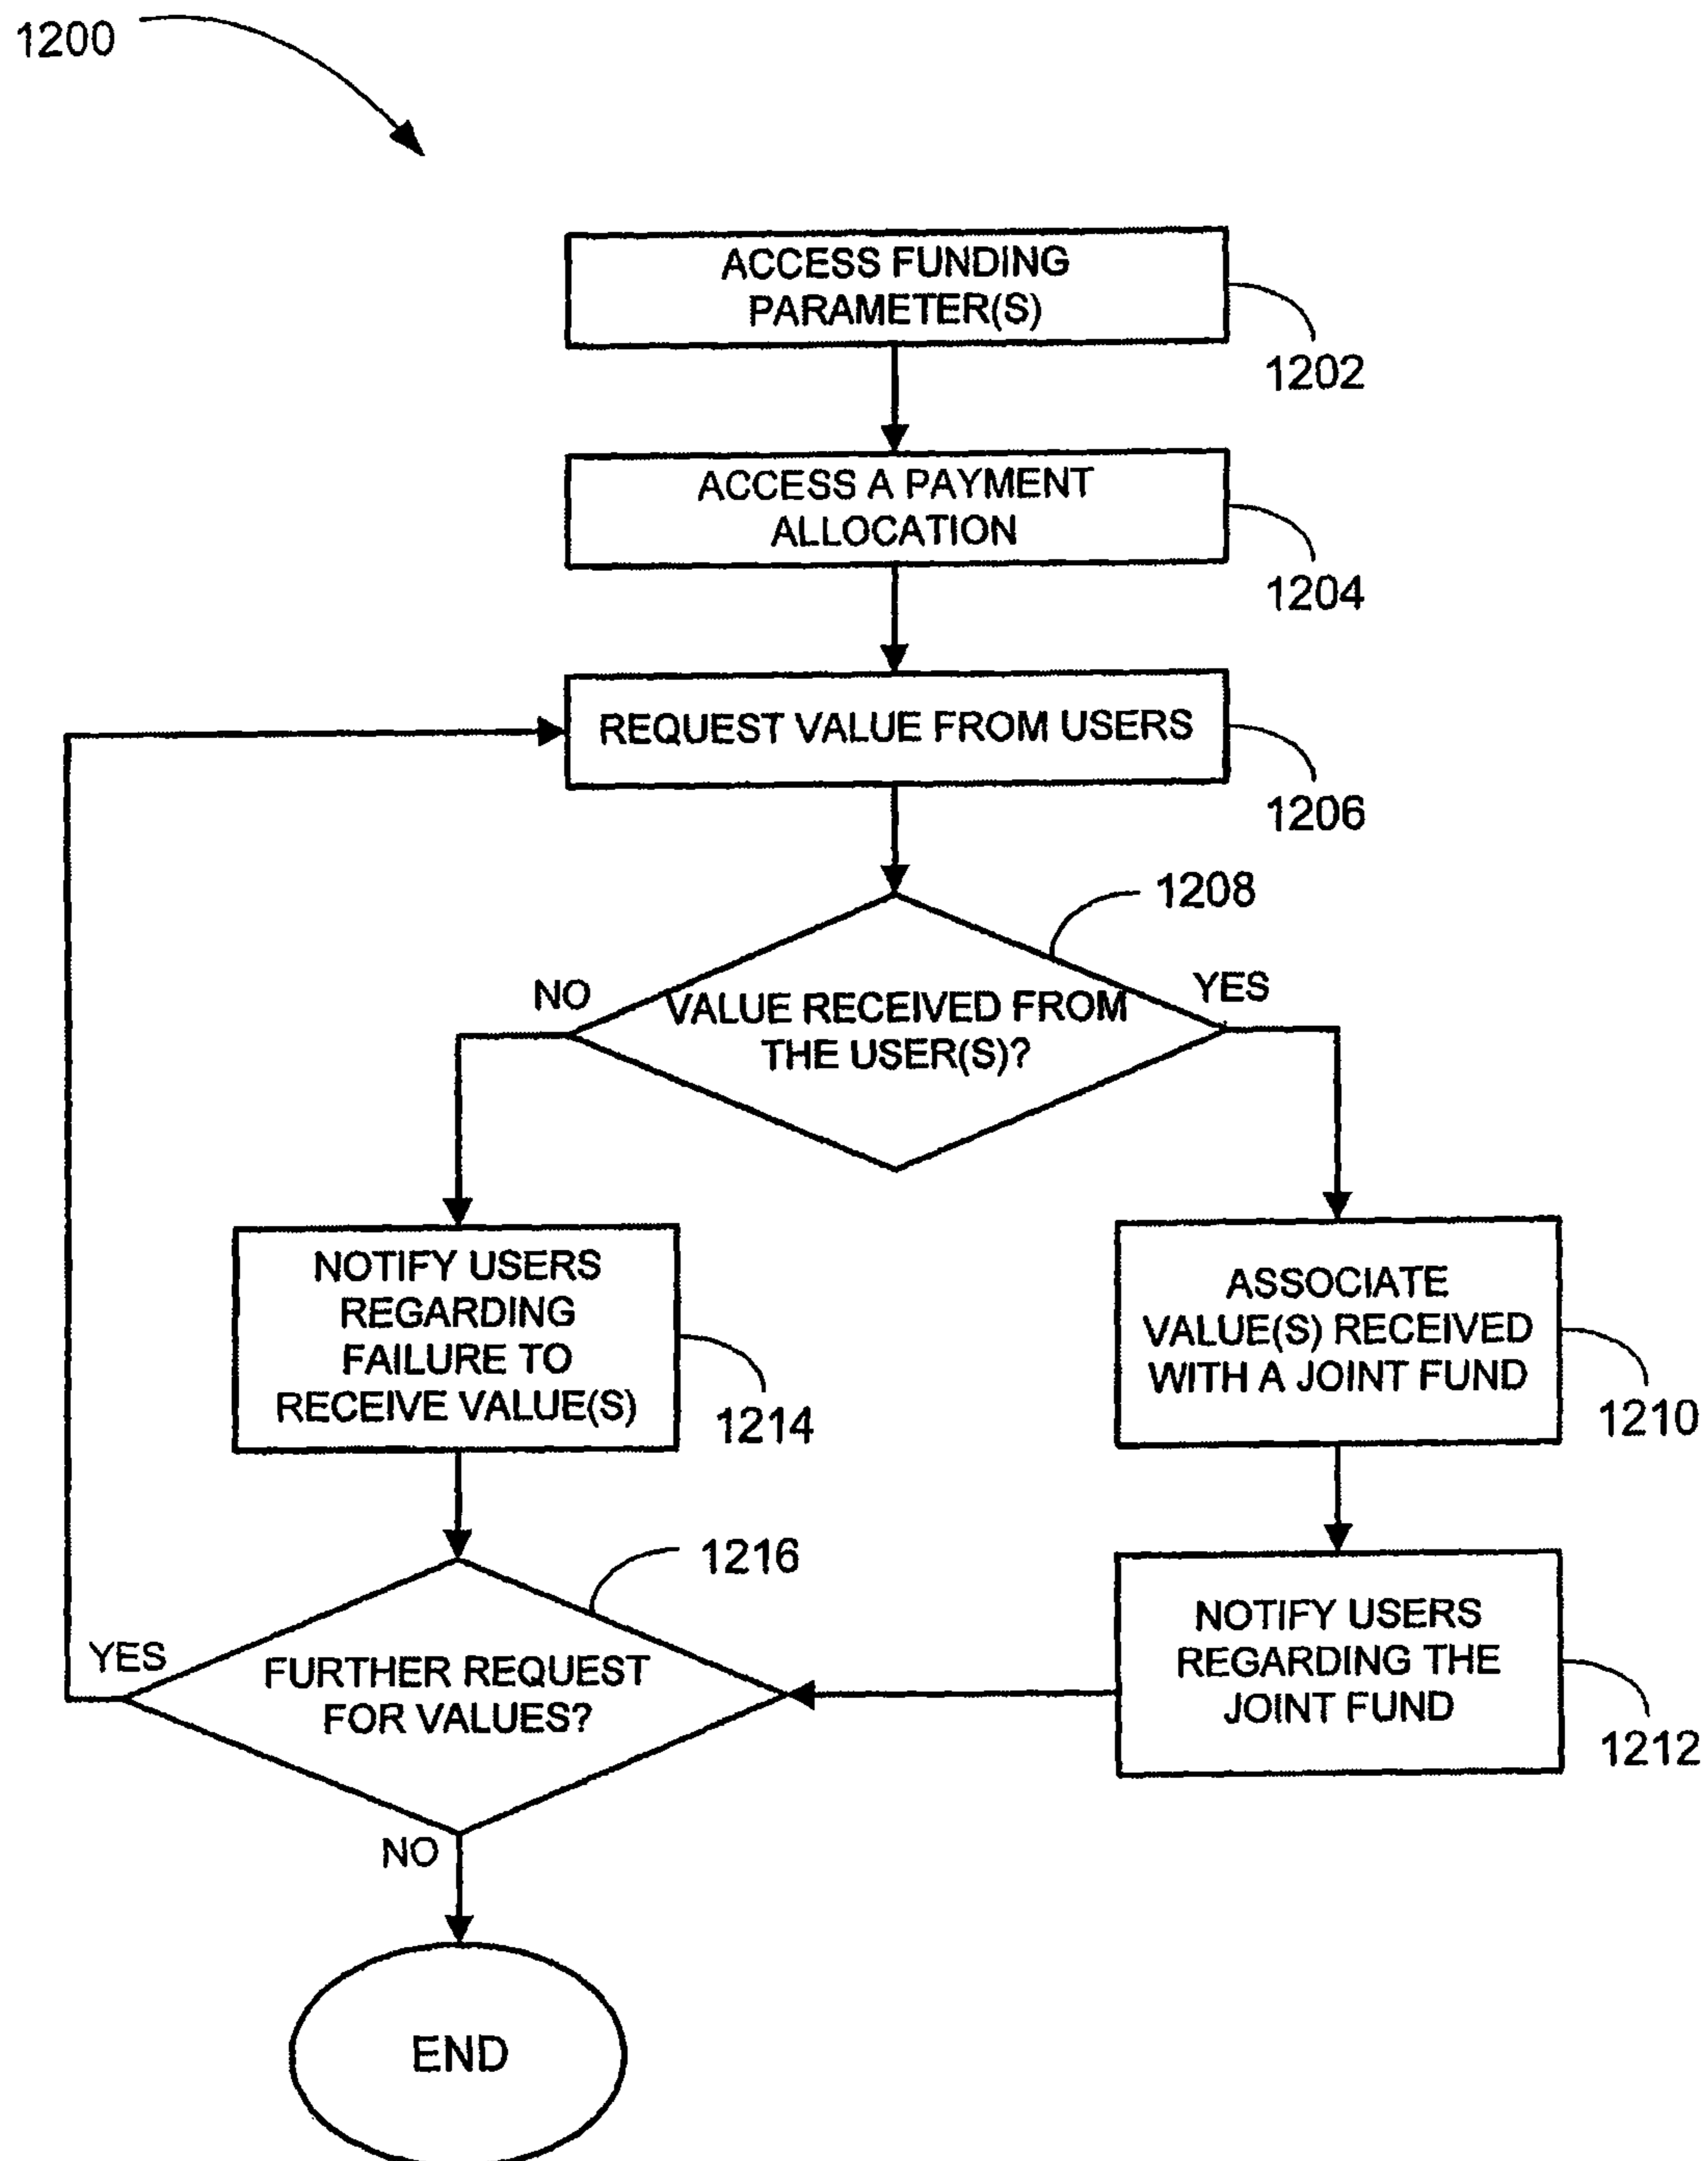 1200
ACCESS FUNDING
PARAMETER(S)
1202
ACCESS A PAYMENT
ALLOCATION
1204
REQUEST VALUE FROM USERS
1206
1208
NO
YES
VALUE RECEIVED FROM
THE USER(S)?
NOTIFY USERS
REGARDING
FAILURE TO
RECEIVE VALUE(S)
1214
ASSOCIATE
VALUE(S) RECEIVED
WITH A JOINT FUND
1210
1216
YES
FURTHER REQUEST
FOR VALUES?
NOTIFY USERS
REGARDING THE
JOINT FUND
1212
NO
END